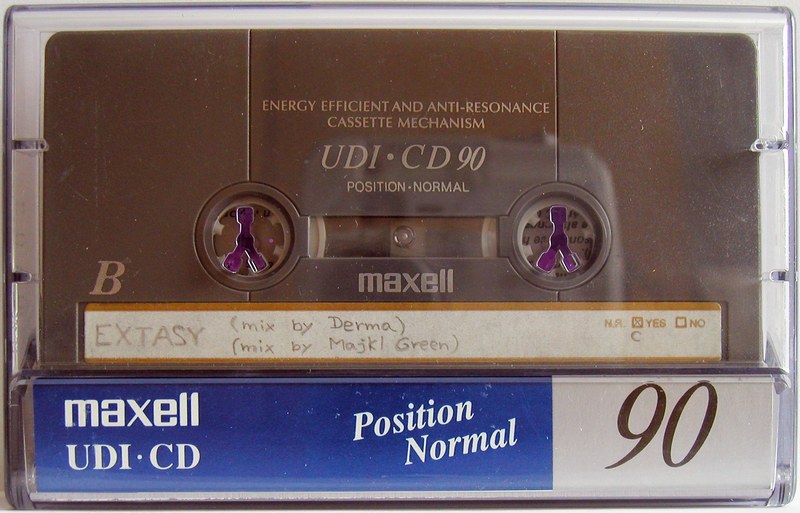 ENERGY EFFICIENT AND ANTI-RESONANCE
CASSETTE MECHANISM
UDI·CD 90
POSITION·NORMAL
B
maxell
EXTASY (mix by Derma)
(mix by Majkl Green)
N.R. ☒YES ☐NO
C
maxell
UDI·CD
Position
Normal
90